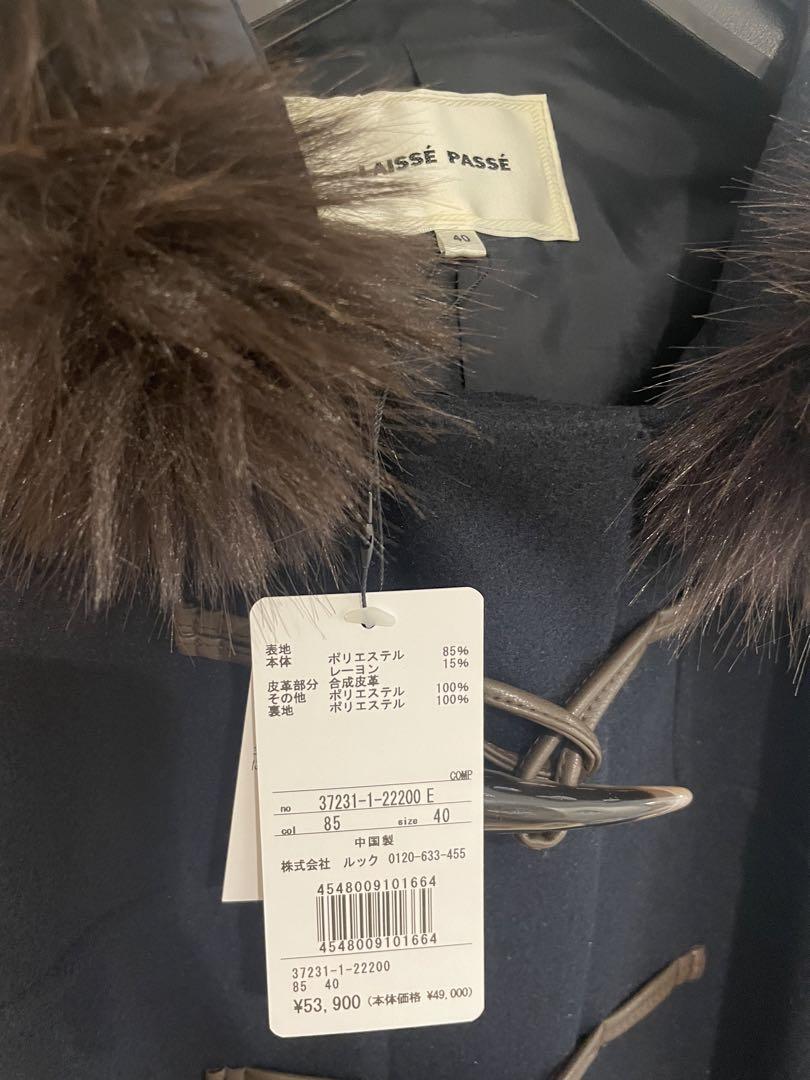 LAISSÉ PASSÉ
40
表地
本体 ポリエステル 85%
レーヨン 15%
皮革部分 合成皮革
その他 ポリエステル 100%
裏地 ポリエステル 100%
COMP
no 37231-1-22200 E
col 85 size 40
中国製
株式会社 ルック 0120-633-455
4548009101664
4548009101664
37231-1-22200
85 40
¥53,900 (本体価格 ¥49,000)